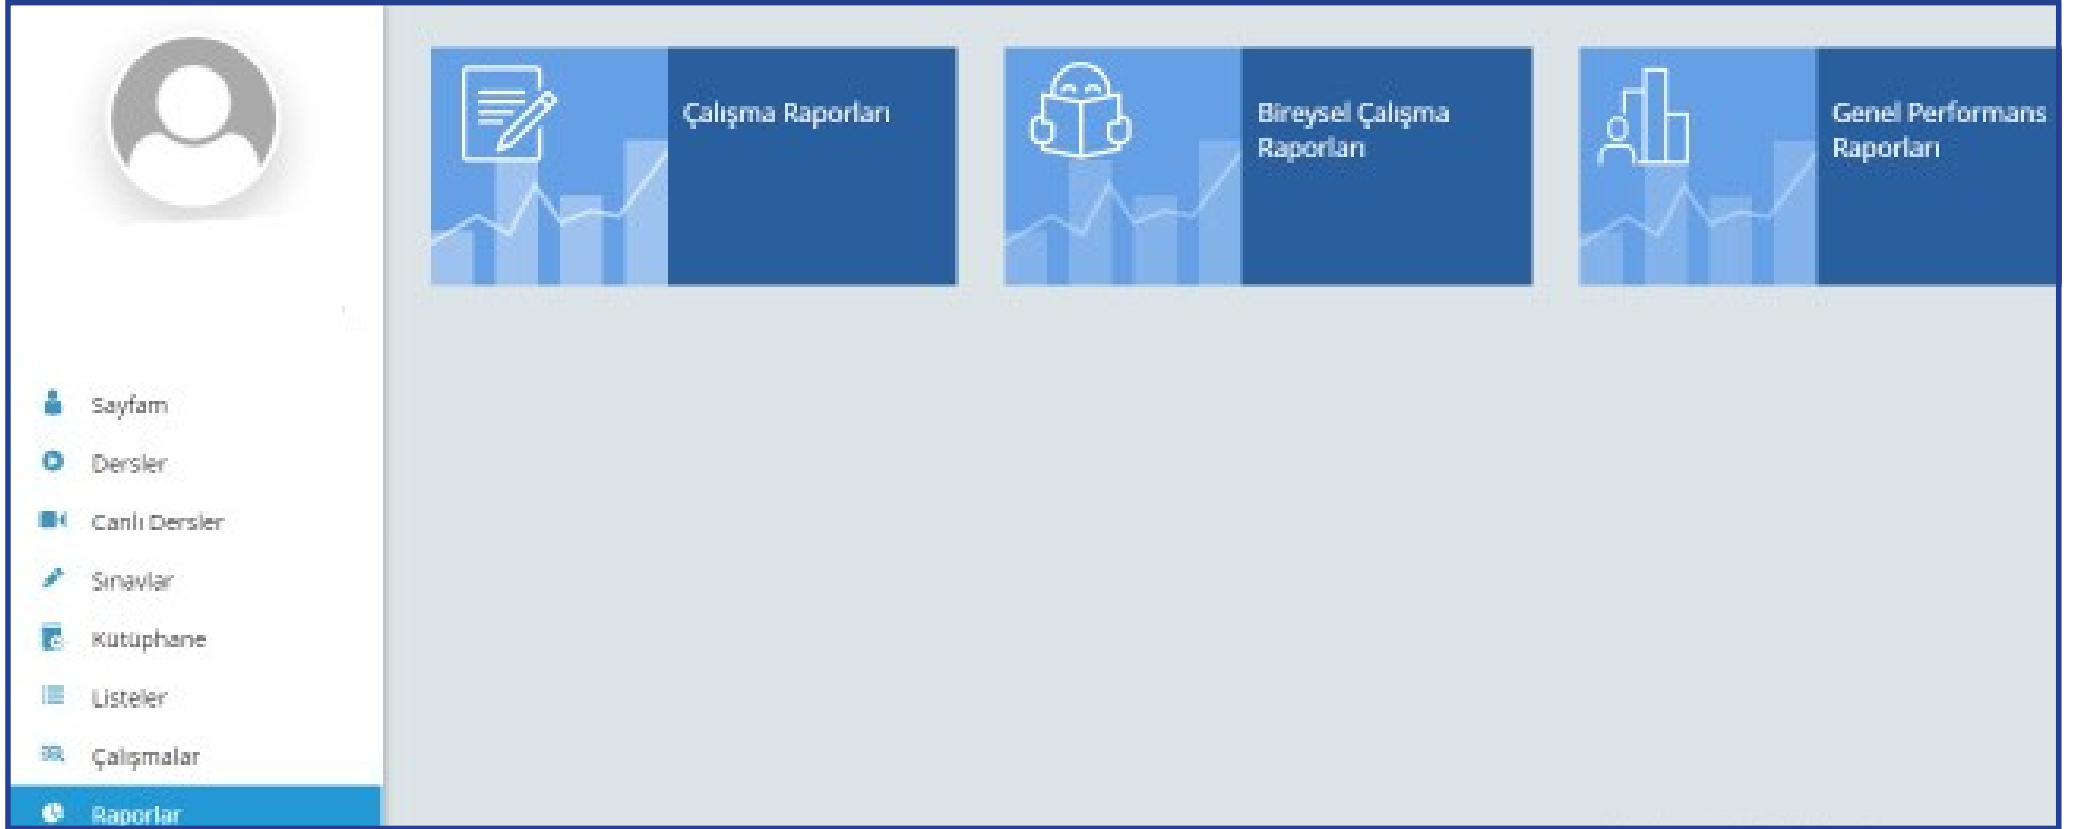 Çalışma Raporları
Bireysel Çalışma
Raporları
Genel Performans
Raporları
Sayfam
Dersler
Canlı Dersler
Sınavlar
Kütüphane
Listeler
Çalışmalar
Raporlar